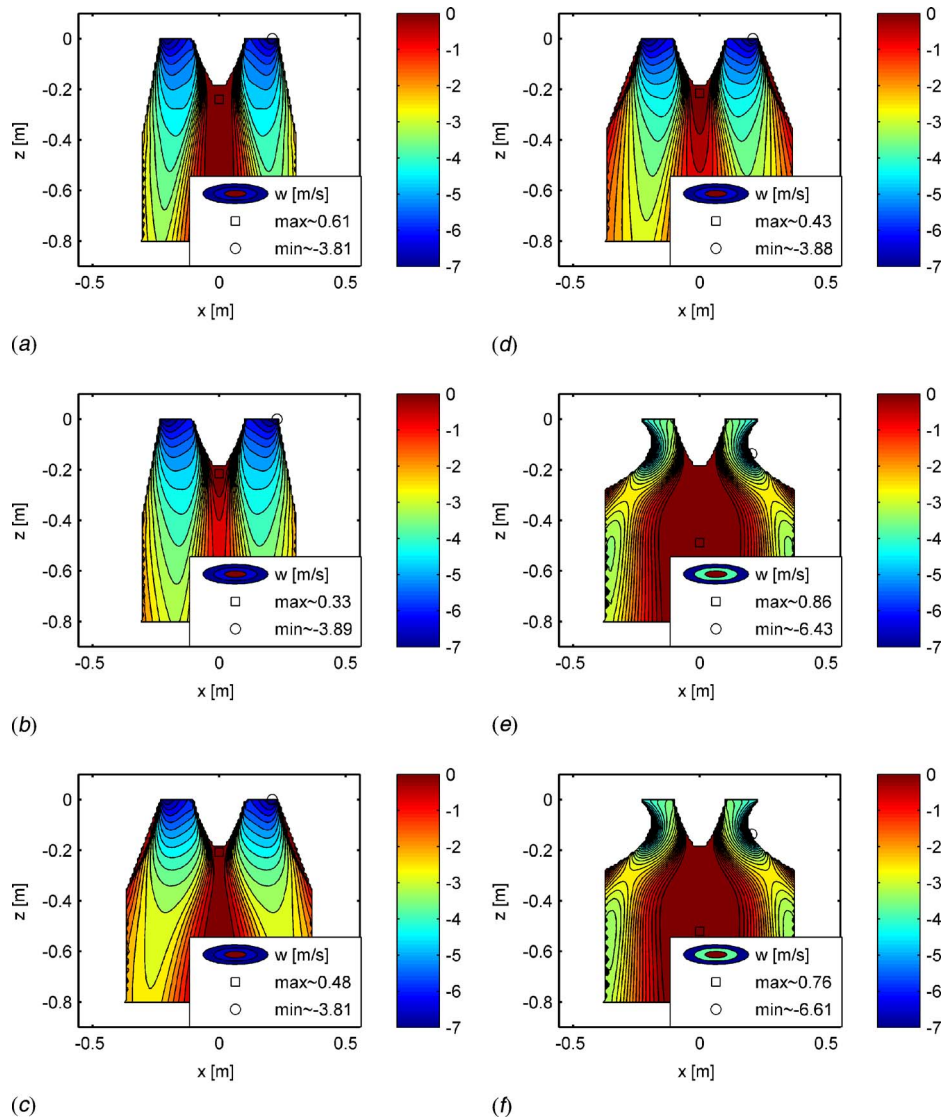 0
-0.2
-0.4
-0.6
-0.8
z [m]
-0.5
0
0.5
x [m]
w [m/s]
max~0.61
min~-3.81
0
-1
-2
-3
-4
-5
-6
-7
(a)
0
-0.2
-0.4
-0.6
-0.8
z [m]
-0.5
0
0.5
x [m]
w [m/s]
max~0.43
min~-3.88
0
-1
-2
-3
-4
-5
-6
-7
(d)
0
-0.2
-0.4
-0.6
-0.8
z [m]
-0.5
0
0.5
x [m]
w [m/s]
max~0.33
min~-3.89
0
-1
-2
-3
-4
-5
-6
-7
(b)
0
-0.2
-0.4
-0.6
-0.8
z [m]
-0.5
0
0.5
x [m]
w [m/s]
max~0.86
min~-6.43
0
-1
-2
-3
-4
-5
-6
-7
(e)
0
-0.2
-0.4
-0.6
-0.8
z [m]
-0.5
0
0.5
x [m]
w [m/s]
max~0.48
min~-3.81
0
-1
-2
-3
-4
-5
-6
-7
(c)
0
-0.2
-0.4
-0.6
-0.8
z [m]
-0.5
0
0.5
x [m]
w [m/s]
max~0.76
min~-6.61
0
-1
-2
-3
-4
-5
-6
-7
(f)